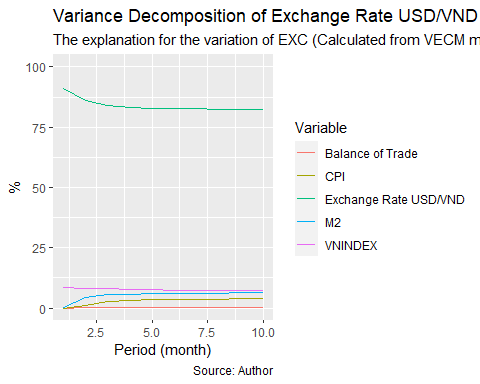 Variance Decomposition of Exchange Rate USD/VND
The explanation for the variation of EXC (Calculated from VECM m
100
75
50
25
0
%
2.5 5.0 7.5 10.0
Period (month)
Source: Author
Variable
Balance of Trade
CPI
Exchange Rate USD/VND
M2
VNINDEX